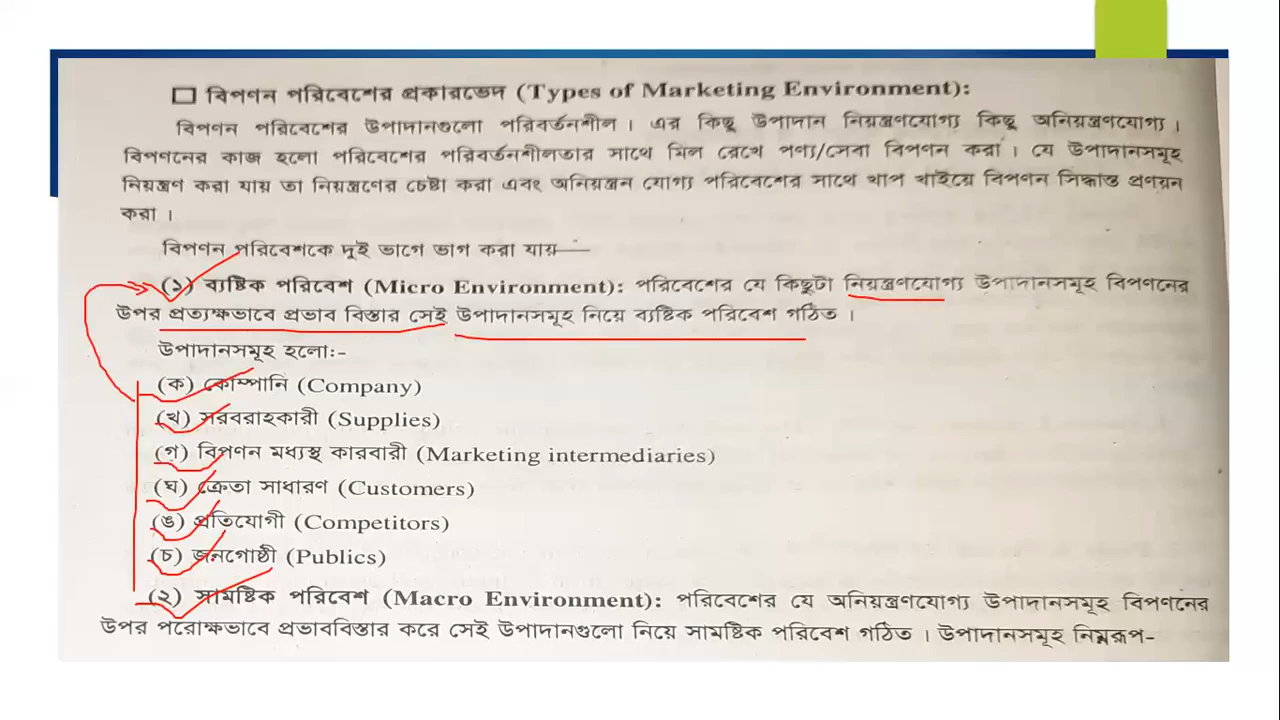 □ বিপণন পরিবেশের প্রকারভেদ (Types of Marketing Environment):
বিপণন পরিবেশের উপাদানগুলো পরিবর্তনশীল। এর কিছু উপাদান নিয়ন্ত্রণযোগ্য কিছু অনিয়ন্ত্রণযোগ্য।
বিপণনের কাজ হলো পরিবেশের পরিবর্তনশীলতার সাথে মিল রেখে পণ্য/সেবা বিপণন করা। যে উপাদানসমূহ
নিয়ন্ত্রণ করা যায় তা নিয়ন্ত্রণের চেষ্টা করা এবং অনিয়ন্ত্রন যোগ্য পরিবেশের সাথে খাপ খাইয়ে বিপণন সিদ্ধান্ত প্রণয়ন
করা।
বিপণন পরিবেশকে দুই ভাগে ভাগ করা যায়—
(১) ব্যষ্টিক পরিবেশ (Micro Environment): পরিবেশের যে কিছুটা নিয়ন্ত্রণযোগ্য উপাদানসমূহ বিপণনের
উপর প্রত্যক্ষভাবে প্রভাব বিস্তার সেই উপাদানসমূহ নিয়ে ব্যষ্টিক পরিবেশ গঠিত।
উপাদানসমূহ হলোঃ-
(ক) কোম্পানি (Company)
(খ) সরবরাহকারী (Supplies)
(গ) বিপণন মধ্যস্থ কারবারী (Marketing intermediaries)
(ঘ) ক্রেতা সাধারণ (Customers)
(ঙ) প্রতিযোগী (Competitors)
(চ) জনগোষ্ঠী (Publics)
(২) সামষ্টিক পরিবেশ (Macro Environment): পরিবেশের যে অনিয়ন্ত্রণযোগ্য উপাদানসমূহ বিপণনের
উপর পরোক্ষভাবে প্রভাববিস্তার করে সেই উপাদানগুলো নিয়ে সামষ্টিক পরিবেশ গঠিত। উপাদানসমূহ নিম্নরূপ-